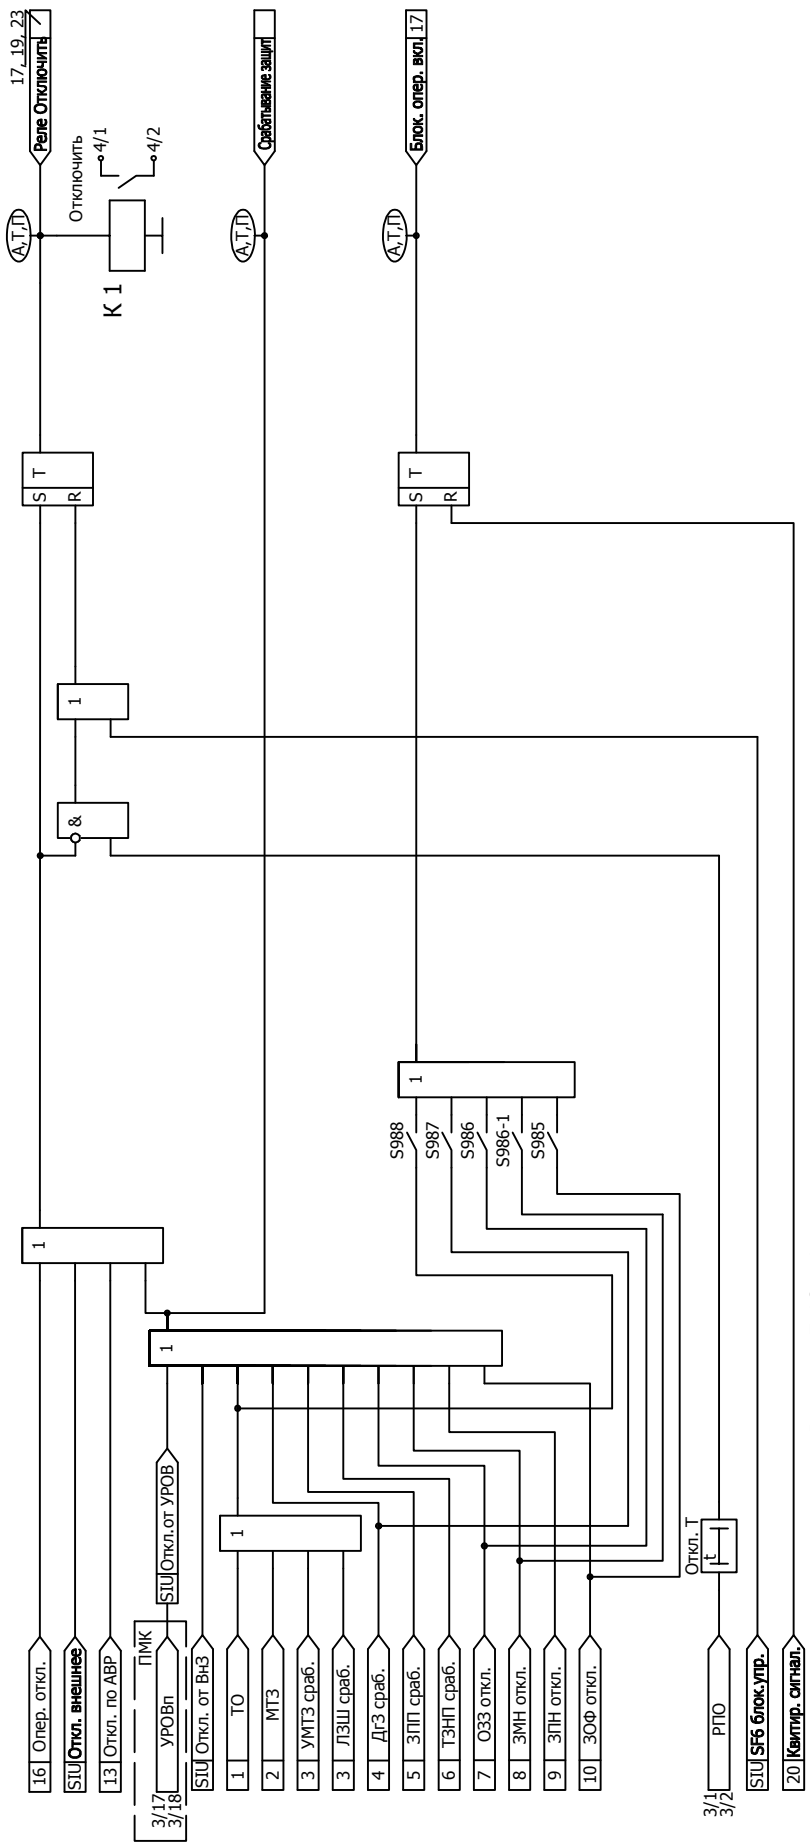 16 Опер. откл.
SIU Откл. внешнее
13 Откл. по АВР
ПМК
3/17
3/18
УРОВп
SIU Откл.от УРОВ
SIU Откл. от ВнЗ
1 ТО
2 МТЗ
3 УМТЗ сраб.
3 ЛЗШ сраб.
4 ДгЗ сраб.
5 ЗПП сраб.
6 ТЗНП сраб.
7 ОЗЗ откл.
8 ЗМН откл.
9 ЗПН откл.
10 ЗОФ откл.
3/1
3/2
РПО
SIU SF6 блок.упр.
20 Квитир. сигнал.
Откл. Т
t
1
1
1
S988
S987
S986
S986-1
S985
1
&
1
S T
R
S T
R
К 1
Отключить
4/1
4/2
А,Т,П
А,Т,П
А,Т,П
Реле Отключить
17, 19, 23
Срабатывание защит
Блок. опер. вкл. 17